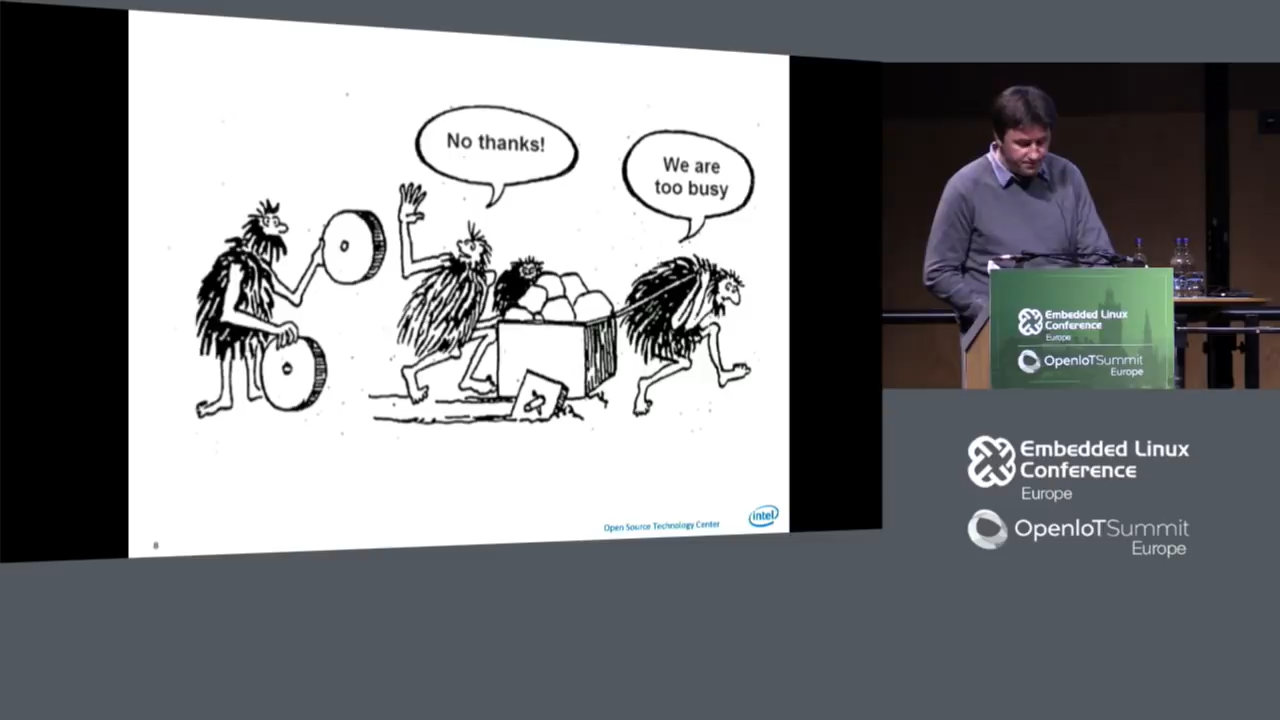 No thanks!
We are
too busy
Open Source Technology Center
intel
8
Embedded Linux
Conference
Europe
OpenIoTSummit
Europe
Embedded Linux
Conference
Europe
OpenIoTSummit
Europe